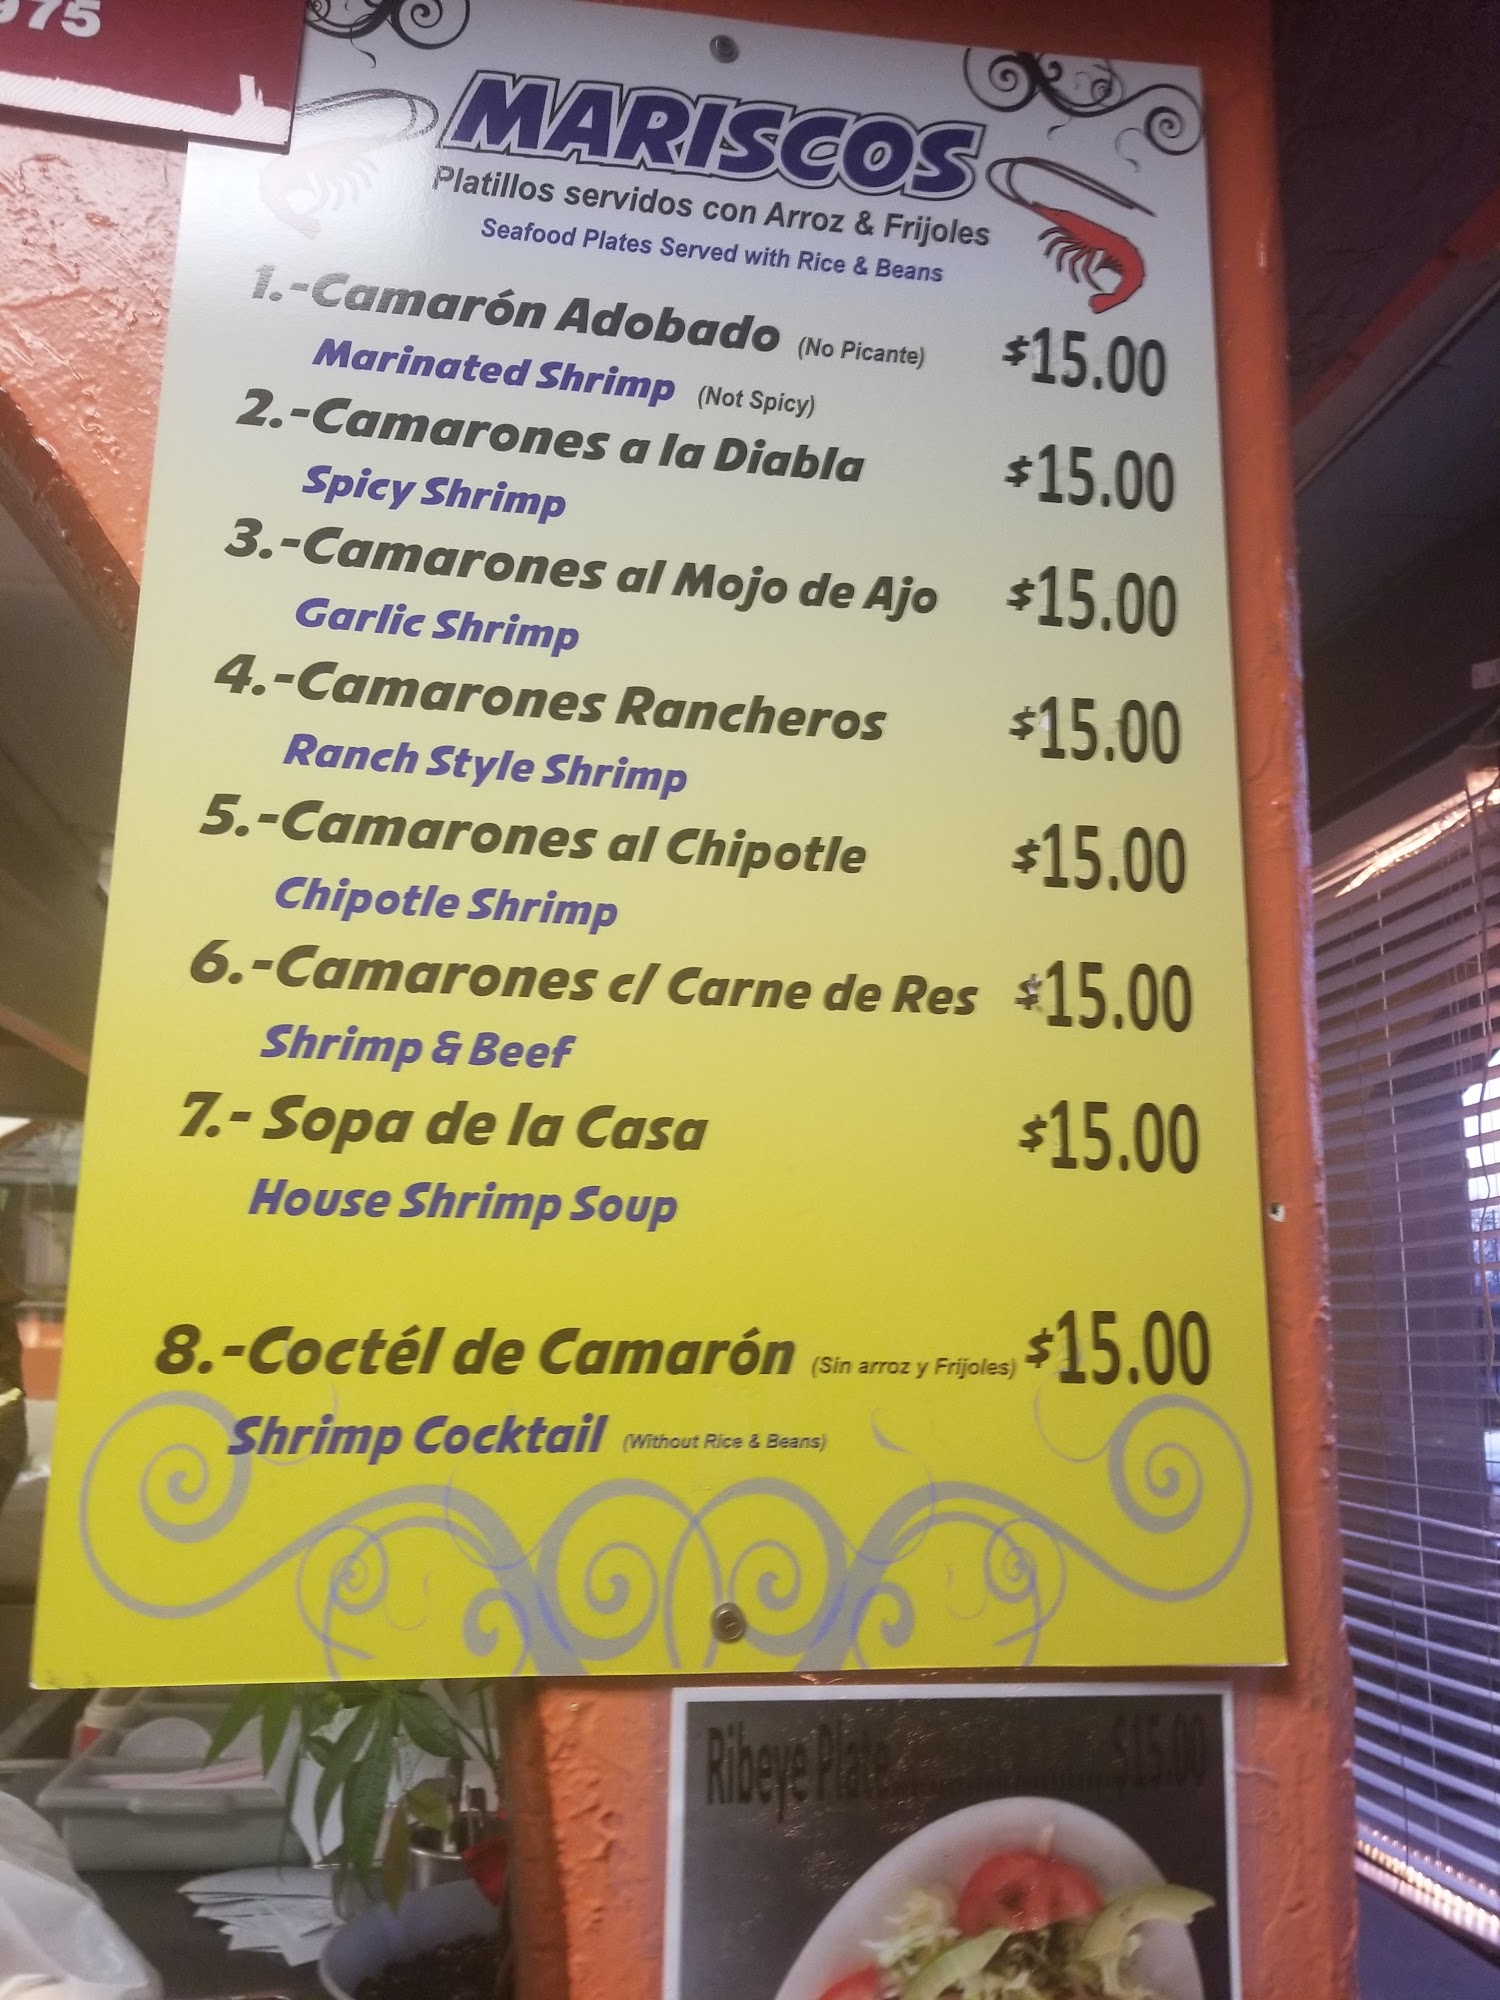 975
MARISCOS
Platillos servidos con Arroz & Frijoles
Seafood Plates Served with Rice & Beans
1.-Camarón Adobado (No Picante) $15.00
Marinated Shrimp (Not Spicy)
2.-Camarones a la Diabla $15.00
Spicy Shrimp
3.-Camarones al Mojo de Ajo $15.00
Garlic Shrimp
4.-Camarones Rancheros $15.00
Ranch Style Shrimp
5.-Camarones al Chipotle $15.00
Chipotle Shrimp
6.-Camarones c/ Carne de Res $15.00
Shrimp & Beef
7.- Sopa de la Casa $15.00
House Shrimp Soup
8.-Coctél de Camarón (Sin arroz y Frijoles) $15.00
Shrimp Cocktail (Without Rice & Beans)
Ribeye Plate.................... $15.00